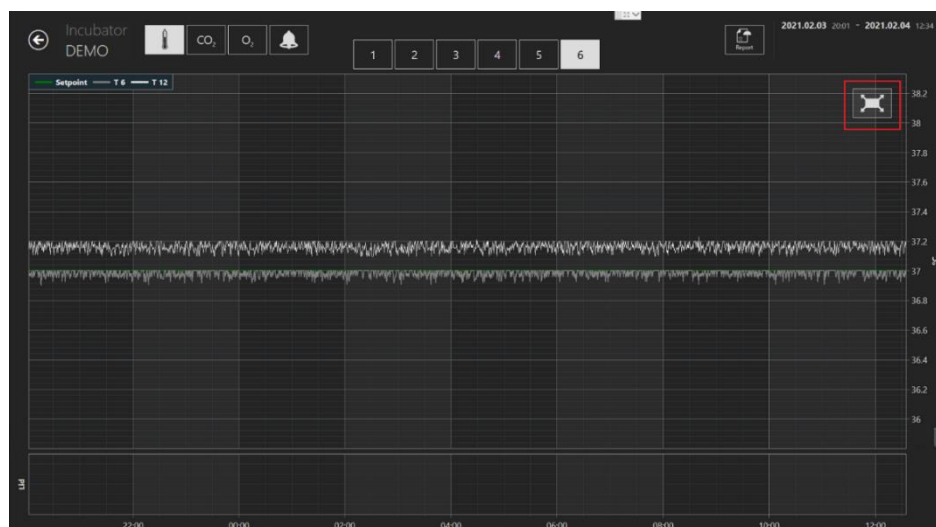 Incubator
DEMO
CO₂
O₂
1 2 3 4 5 6
Report
2021.02.03 20:01 - 2021.02.04 12:34
Setpoint T 6 T 12
38.2
38
37.8
37.6
37.4
37.2
37
36.8
36.6
36.4
36.2
36
Lid
22:00 00:00 02:00 04:00 06:00 08:00 10:00 12:00